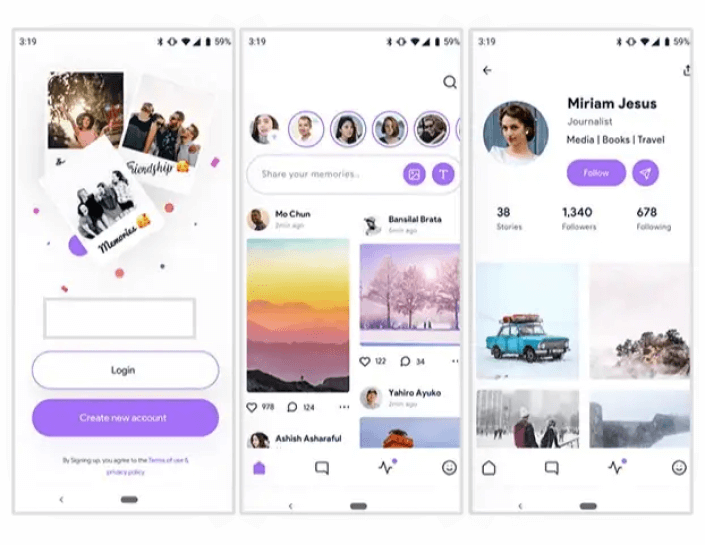 3:19
59%
Friendship
Memories
Login
Create new account
By Signing up, you agree to the Terms of use &
privacy policy
3:19
59%
Share your memories..
T
Mo Chun
2min ago
Bansilal Brata
5min ago
122
34
978
124
Yahiro Ayuko
2min ago
Ashish Asharaful
3:19
59%
Miriam Jesus
Journalist
Media | Books | Travel
Follow
38
1,340
678
Stories
Followers
Following